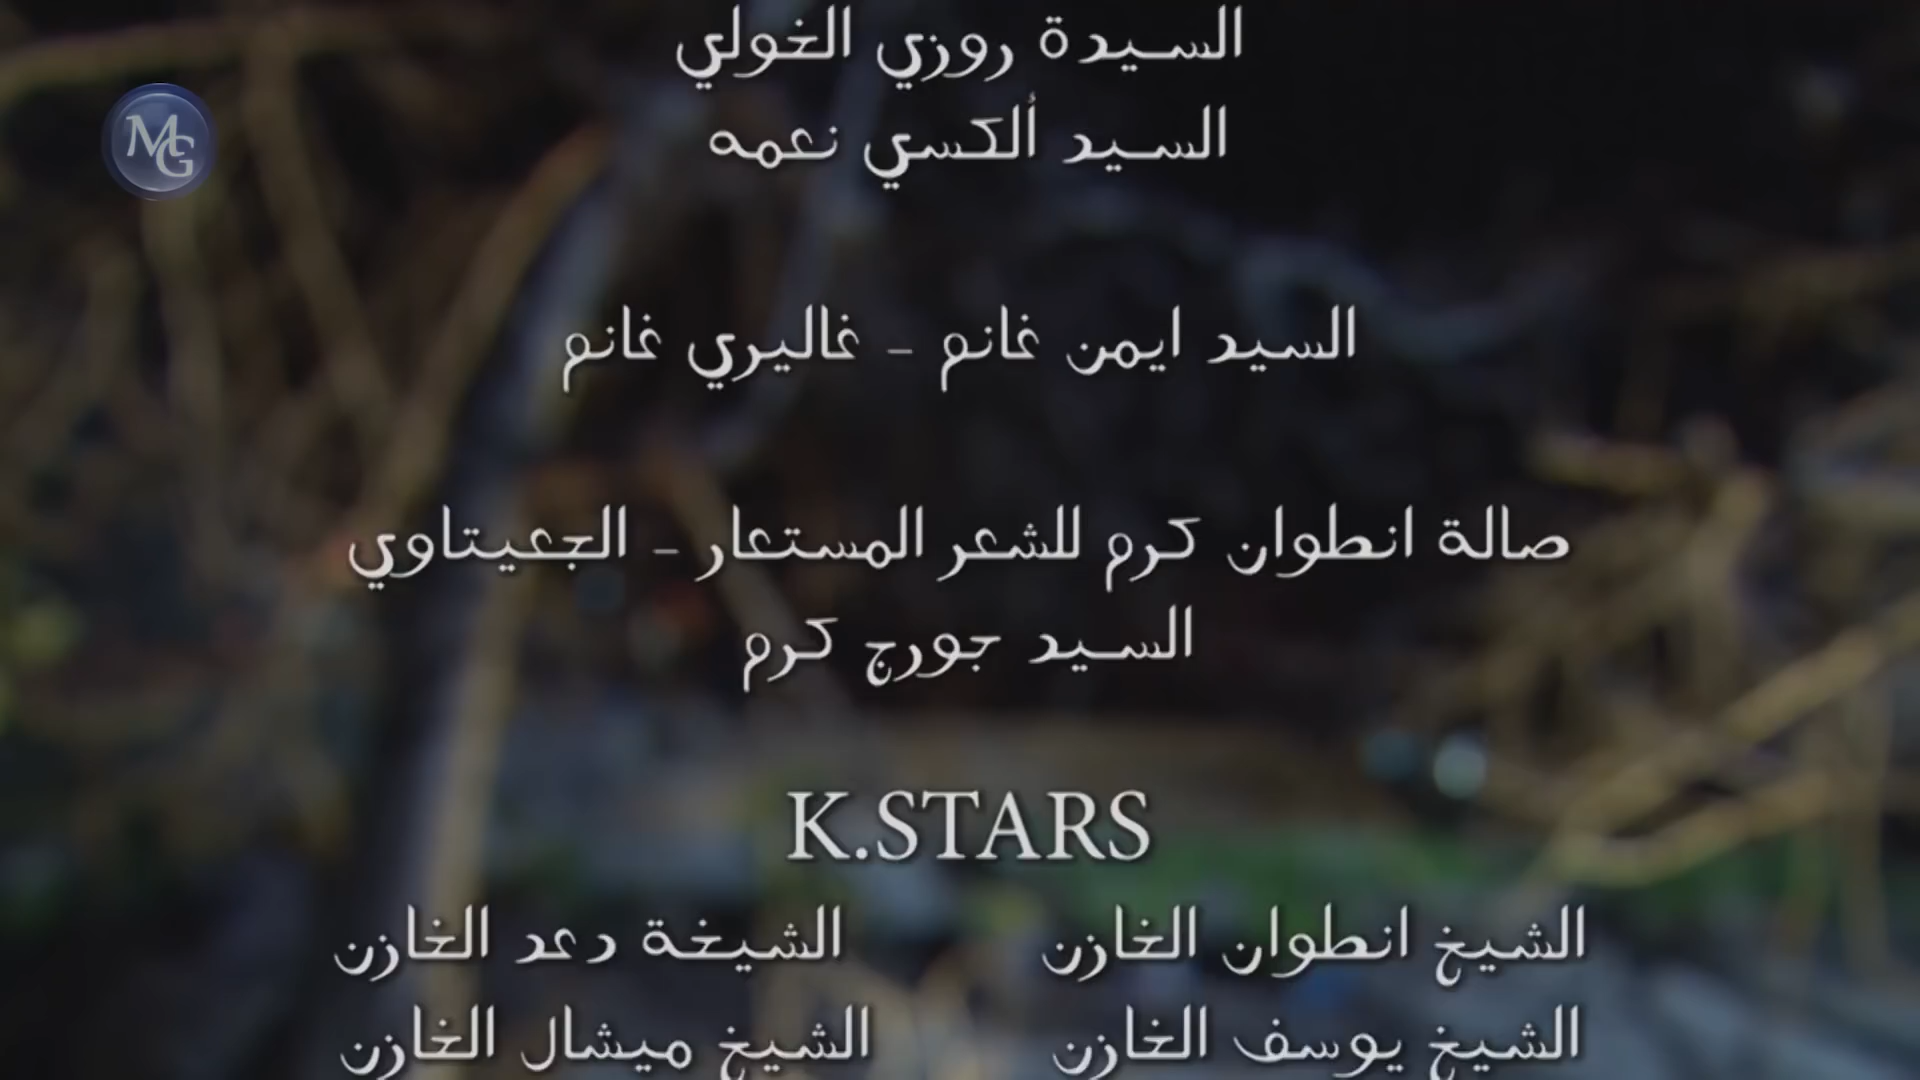 السيدة روزي الخولي
السيد ألكسي نعمه
MG
السيد ايمن غانم - غاليري غانم
صالة انطوان كرم للشعر المستعار - الجعيتاوي
السيد جورج كرم
K.STARS
الشيخ انطوان الخازن الشيخة دعد الخازن
الشيخ يوسف الخازن الشيخ ميشال الخازن